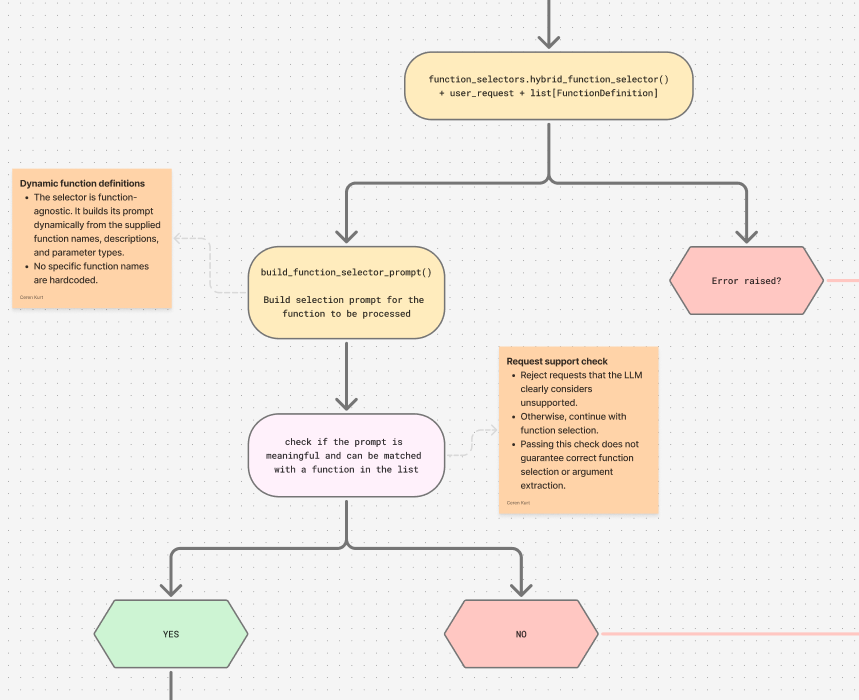 function_selectors.hybrid_function_selector()
+ user_request + list[FunctionDefinition]
Dynamic function definitions
• The selector is function-
agnostic. It builds its prompt
dynamically from the supplied
function names, descriptions,
and parameter types.
• No specific function names
are hardcoded.
Ceren Kurt
build_function_selector_prompt()
Build selection prompt for the
function to be processed
Error raised?
Request support check
• Reject requests that the LLM
clearly considers
unsupported.
• Otherwise, continue with
function selection.
• Passing this check does not
guarantee correct function
selection or argument
extraction.
Ceren Kurt
check if the prompt is
meaningful and can be matched
with a function in the list
YES
NO